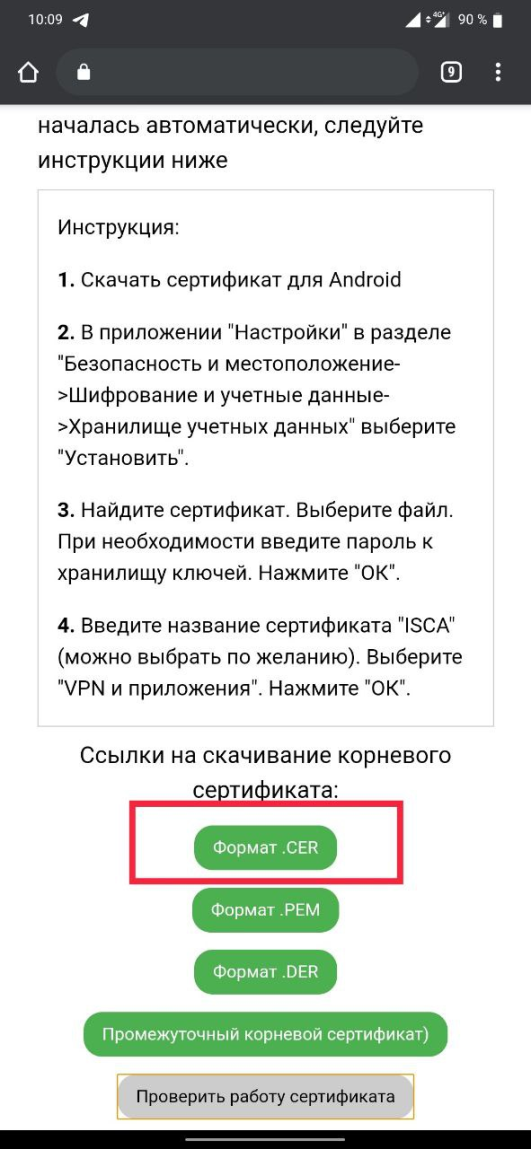 10:09
4G+
90 %
9
началась автоматически, следуйте
инструкции ниже
Инструкция:
1. Скачать сертификат для Android
2. В приложении "Настройки" в разделе
"Безопасность и местоположение-
>Шифрование и учетные данные-
>Хранилище учетных данных" выберите
"Установить".
3. Найдите сертификат. Выберите файл.
При необходимости введите пароль к
хранилищу ключей. Нажмите "ОК".
4. Введите название сертификата "ISCA"
(можно выбрать по желанию). Выберите
"VPN и приложения". Нажмите "ОК".
Ссылки на скачивание корневого
сертификата:
Формат .CER
Формат .PEM
Формат .DER
Промежуточный корневой сертификат)
Проверить работу сертификата